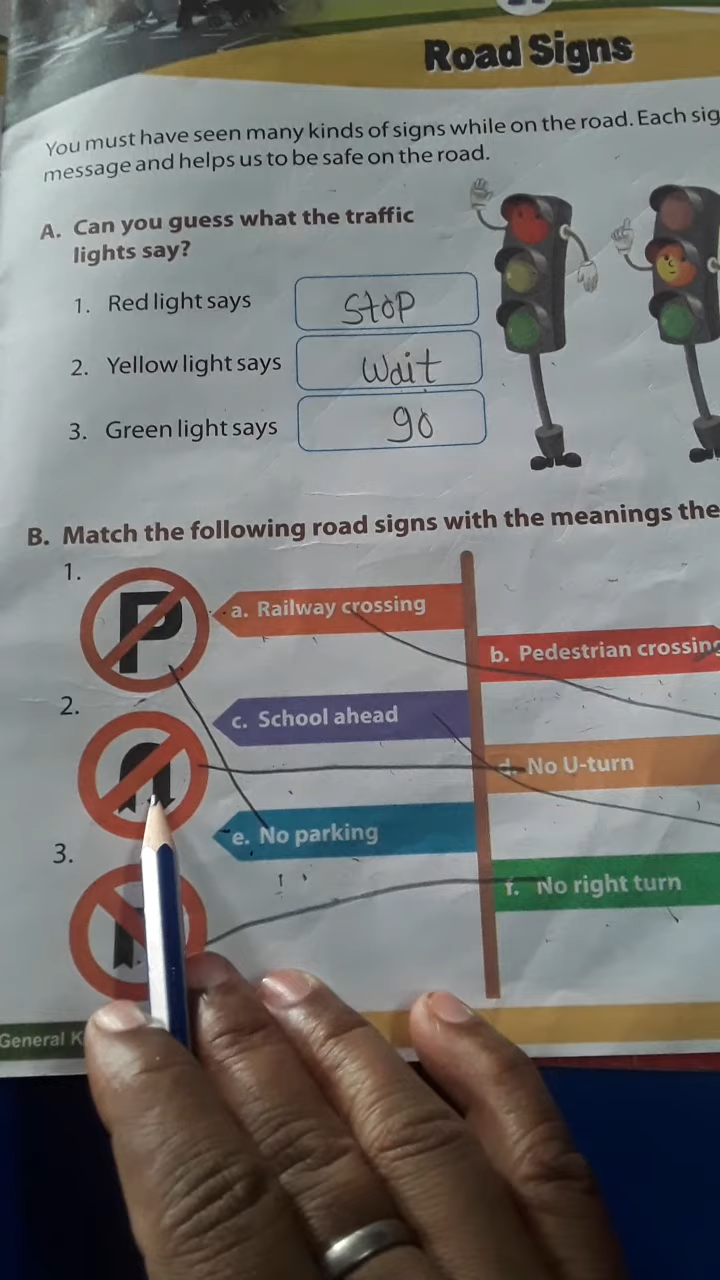 Road Signs
You must have seen many kinds of signs while on the road. Each sig
message and helps us to be safe on the road.
A. Can you guess what the traffic
lights say?
1. Red light says
Stop
2. Yellow light says
Wait
3. Green light says
go
B. Match the following road signs with the meanings the
1.
P
a. Railway crossing
b. Pedestrian crossing
2.
c. School ahead
d. No U-turn
e. No parking
3.
f. No right turn
General K